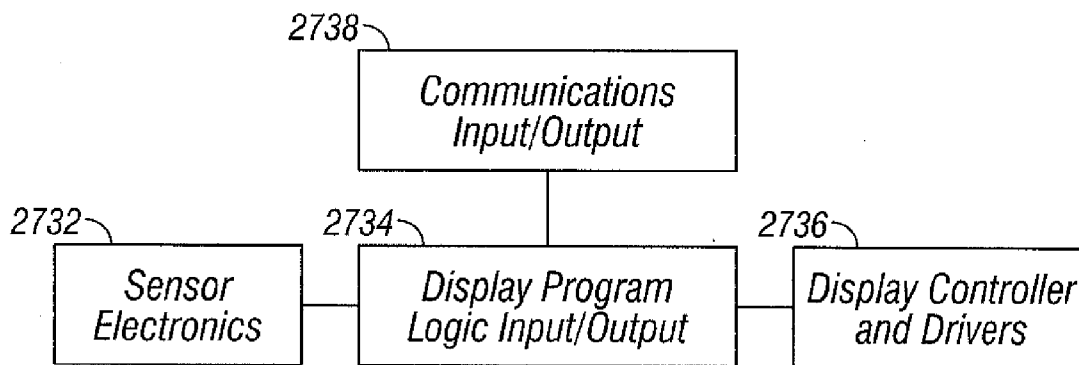 2738
Communications
Input/Output
2732
2734
2736
Sensor
Electronics
Display Program
Logic Input/Output
Display Controller
and Drivers